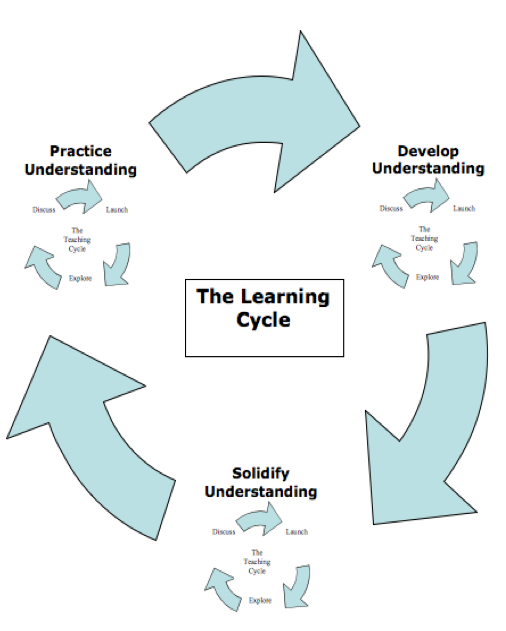 Practice
Understanding
Discuss
Launch
The
Teaching
Cycle
Explore
Develop
Understanding
Discuss
Launch
The
Teaching
Cycle
Explore
The Learning
Cycle
Solidify
Understanding
Discuss
Launch
The
Teaching
Cycle
Explore